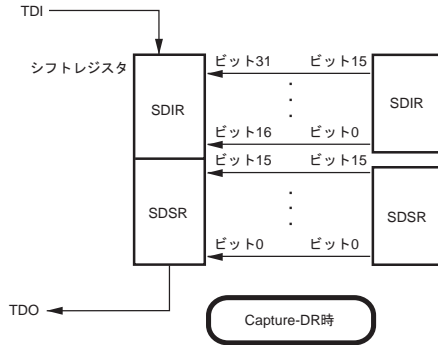 TDI
シフトレジスタ
ビット31 ビット15
SDIR
SDIR
ビット16 ビット0
ビット15 ビット15
SDSR
SDSR
ビット0 ビット0
TDO
Capture-DR時